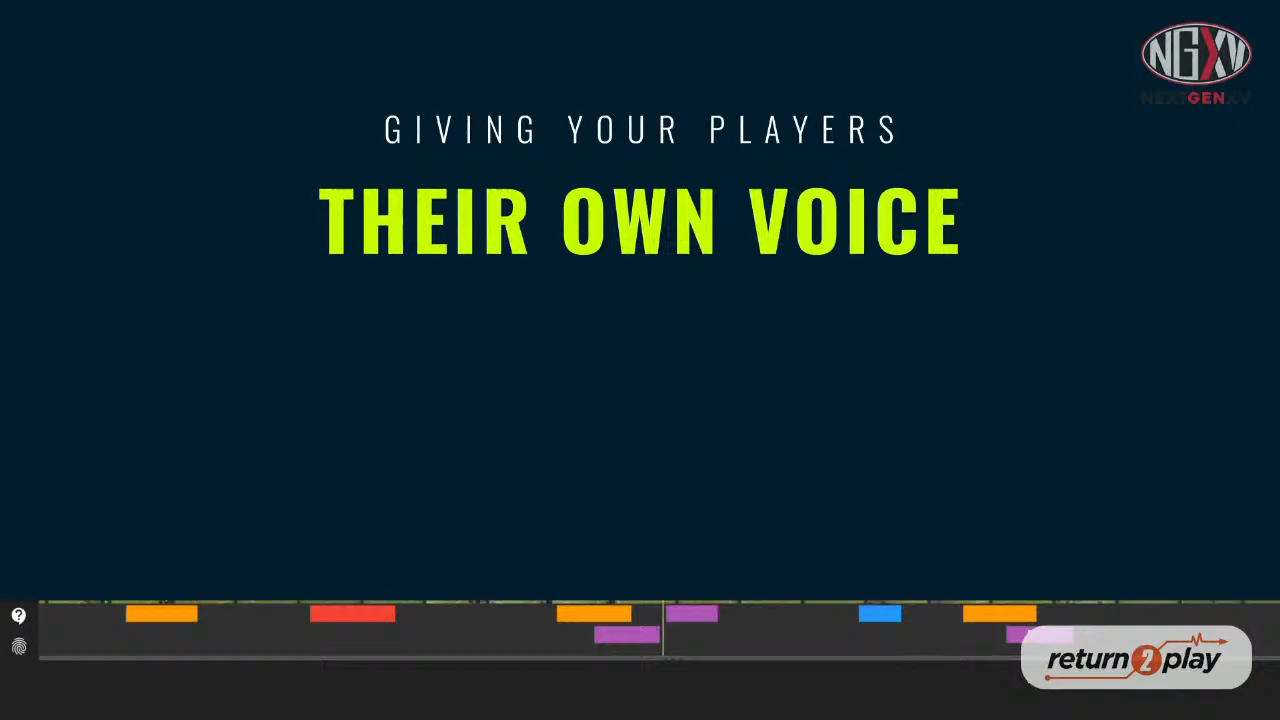 NGXV
NEXTGENXV
GIVING YOUR PLAYERS
THEIR OWN VOICE
?
return2play